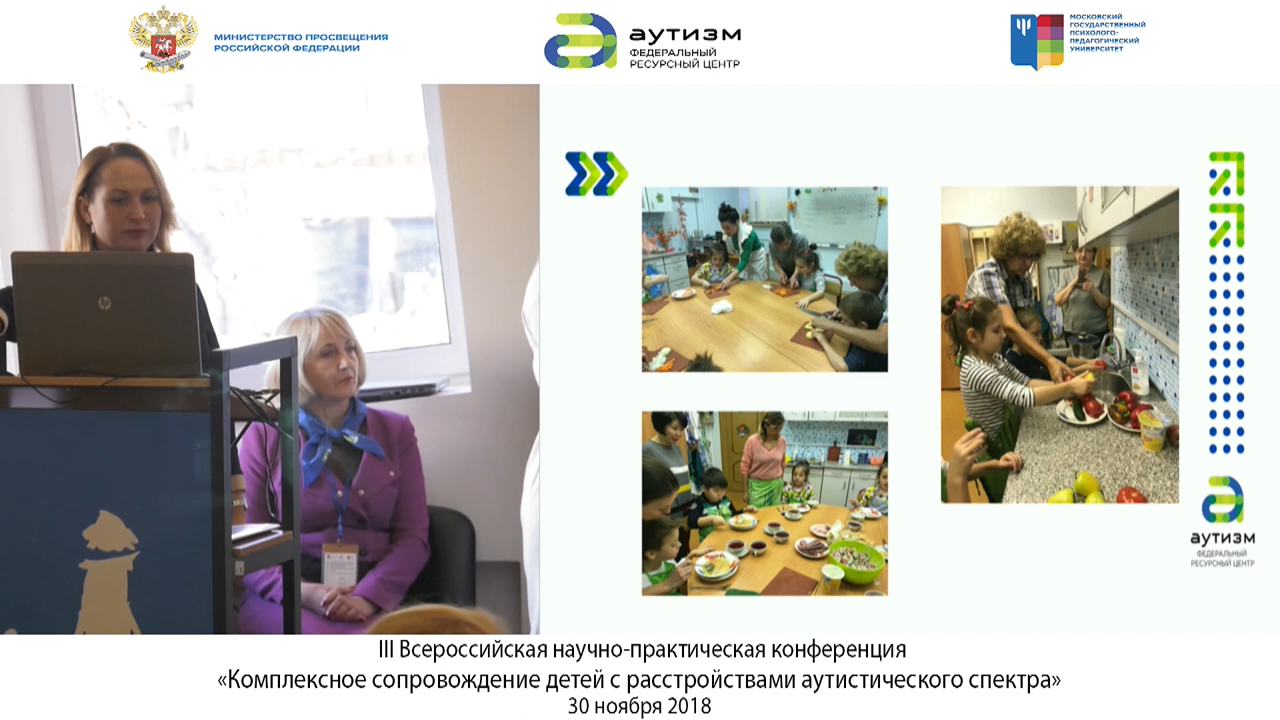 МИНИСТЕРСТВО ПРОСВЕЩЕНИЯ
РОССИЙСКОЙ ФЕДЕРАЦИИ
аутизм
ФЕДЕРАЛЬНЫЙ
РЕСУРСНЫЙ ЦЕНТР
МОСКОВСКИЙ
ГОСУДАРСТВЕННЫЙ
ПСИХОЛОГО-
ПЕДАГОГИЧЕСКИЙ
УНИВЕРСИТЕТ
hp
аутизм
ФЕДЕРАЛЬНЫЙ
РЕСУРСНЫЙ ЦЕНТР
III Всероссийская научно-практическая конференция
«Комплексное сопровождение детей с расстройствами аутистического спектра»
30 ноября 2018